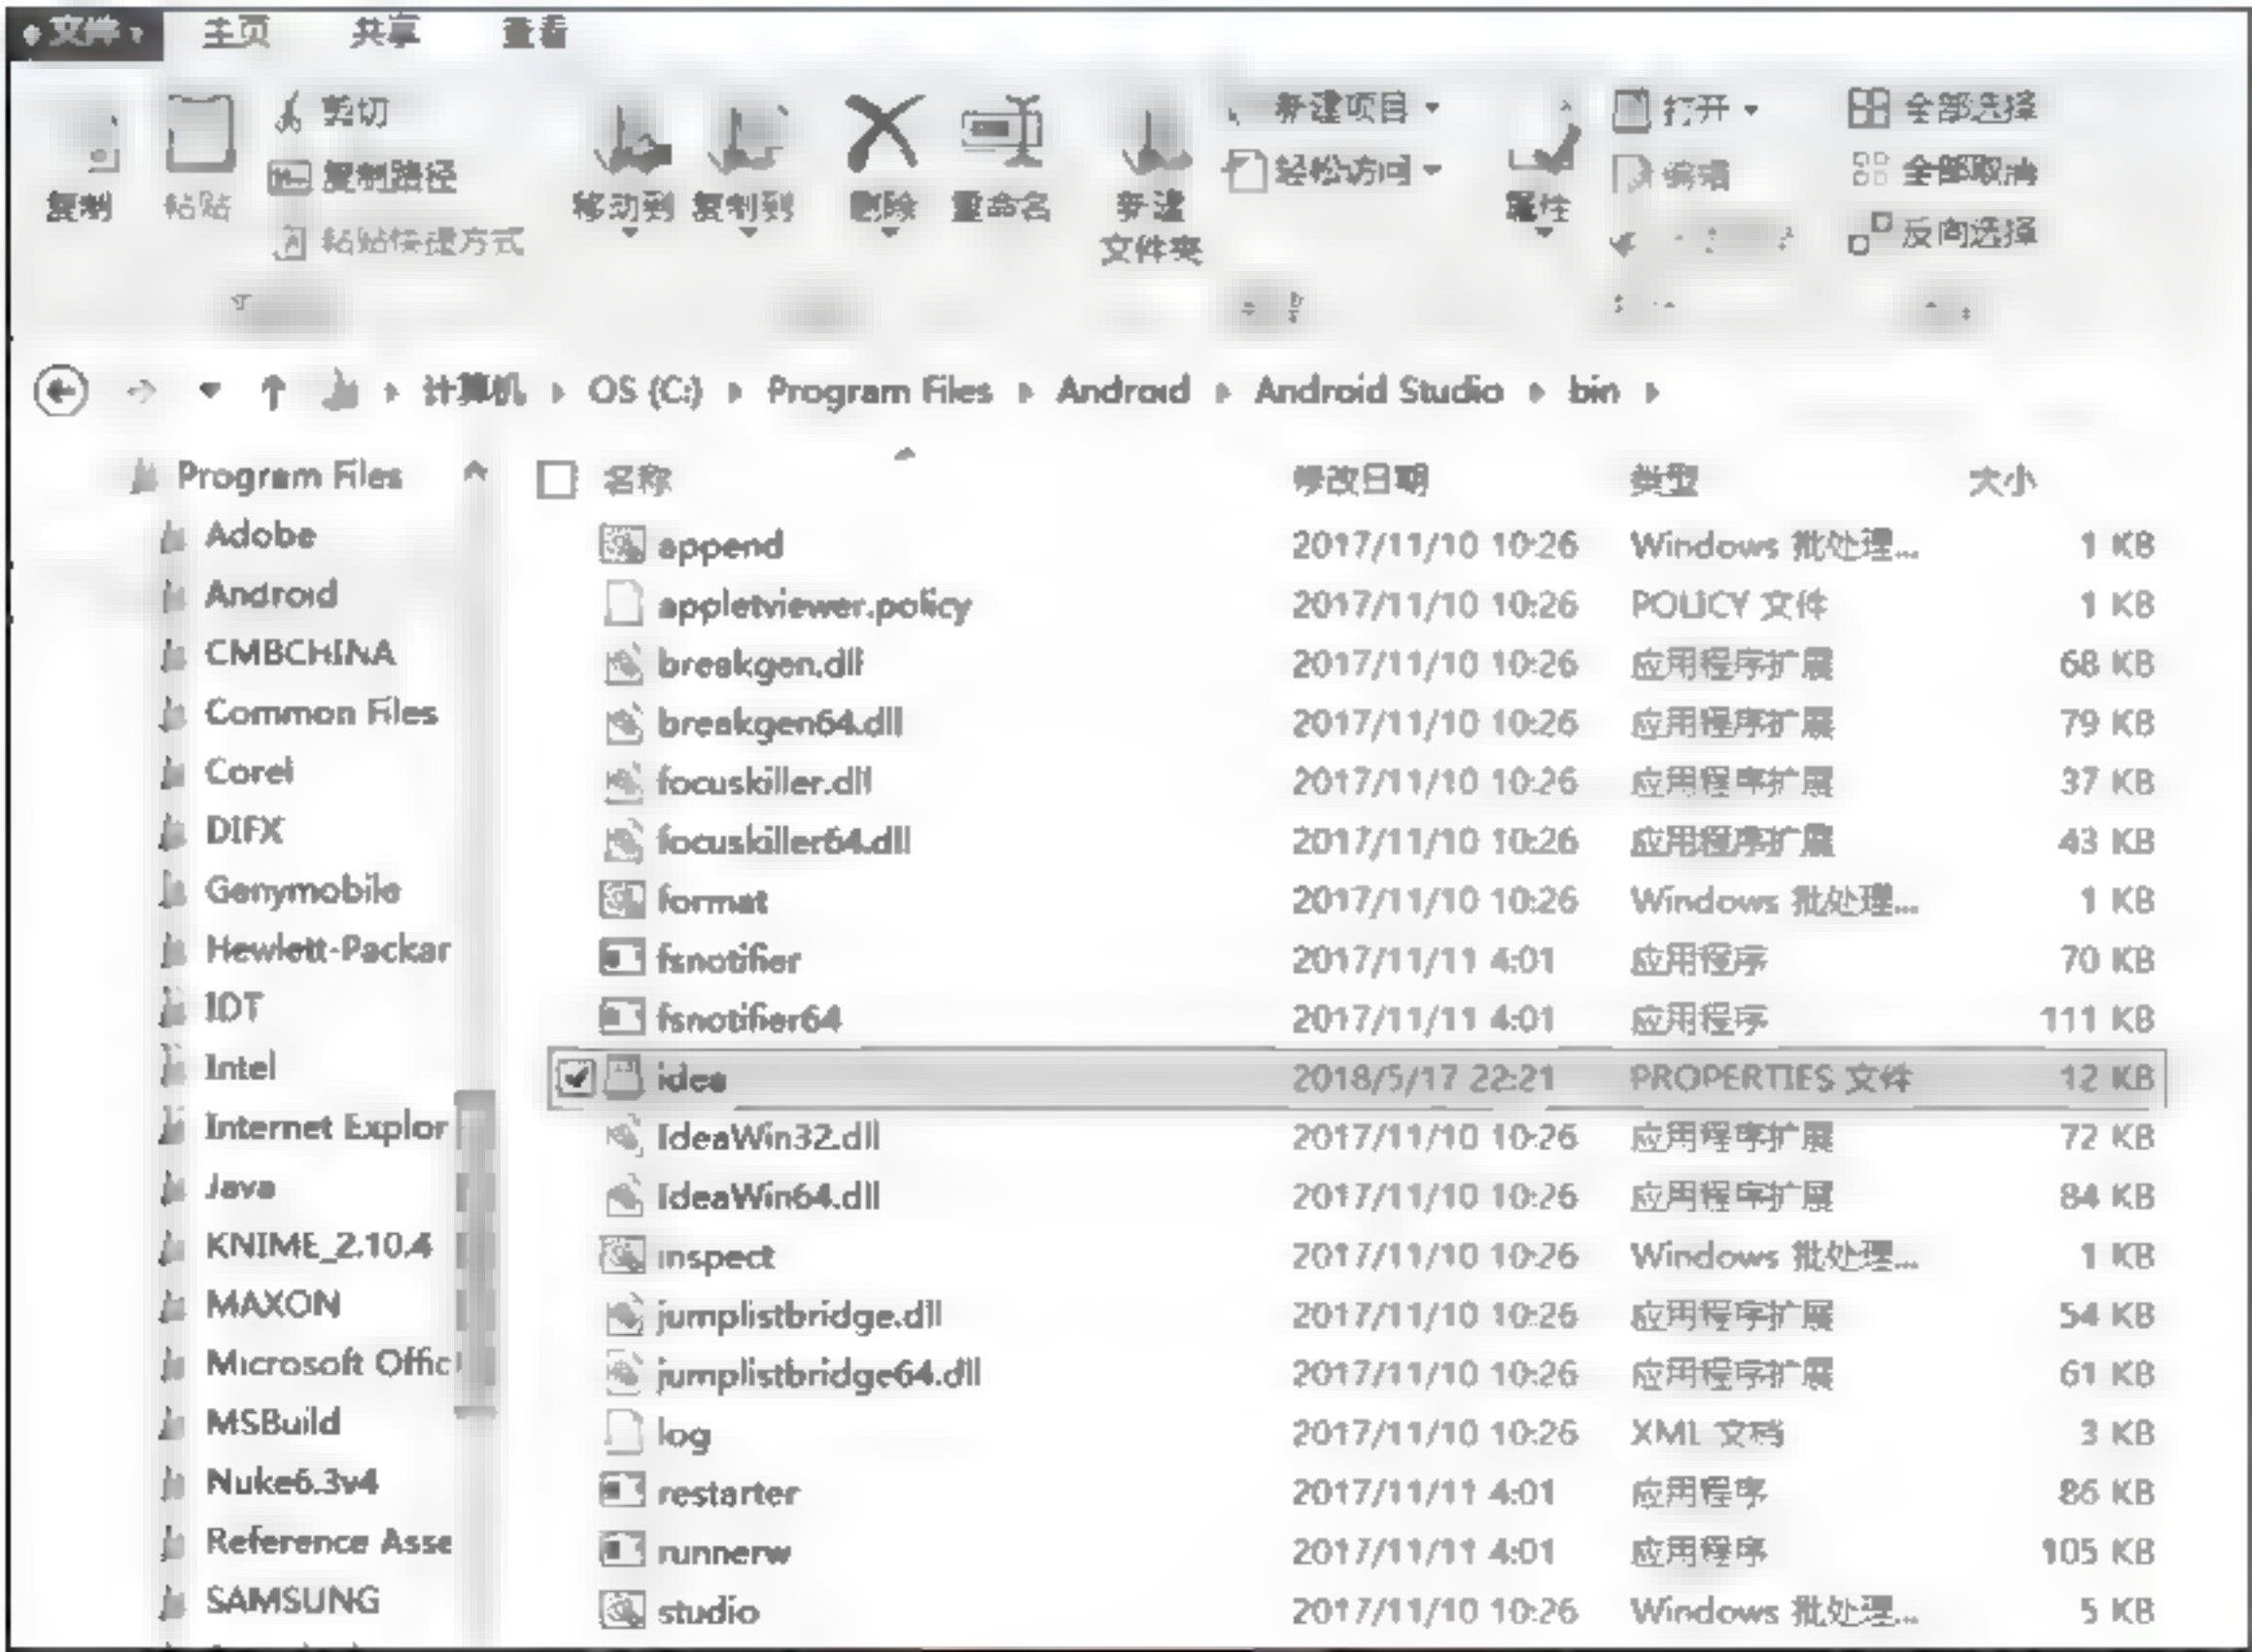 文件
主页
共享
查看
复制
粘贴
剪切
复制路径
粘贴快捷方式
移动到
复制到
删除
重命名
新建
文件夹
新建项目
轻松访问
属性
打开
编辑
全部选择
全部取消
反向选择
计算机 OS (C:) Program Files Android Android Studio bin
Program Files
Adobe
Android
CMBCHINA
Common Files
Corel
DIFX
Genymobile
Hewlett-Packar
IDT
Intel
Internet Explor
Java
KNIME_2.10.4
MAXON
Microsoft Offic
MSBuild
Nuke6.3v4
Reference Asse
SAMSUNG
名称 修改日期 类型 大小
append 2017/11/10 10:26 Windows 批处理... 1 KB
appletviewer.policy 2017/11/10 10:26 POLICY 文件 1 KB
breakgen.dll 2017/11/10 10:26 应用程序扩展 68 KB
breakgen64.dll 2017/11/10 10:26 应用程序扩展 79 KB
focuskiller.dll 2017/11/10 10:26 应用程序扩展 37 KB
focuskiller64.dll 2017/11/10 10:26 应用程序扩展 43 KB
format 2017/11/10 10:26 Windows 批处理... 1 KB
fsnotifier 2017/11/11 4:01 应用程序 70 KB
fsnotifier64 2017/11/11 4:01 应用程序 111 KB
idea 2018/5/17 22:21 PROPERTIES 文件 12 KB
IdeaWin32.dll 2017/11/10 10:26 应用程序扩展 72 KB
IdeaWin64.dll 2017/11/10 10:26 应用程序扩展 84 KB
inspect 2017/11/10 10:26 Windows 批处理... 1 KB
jumplistbridge.dll 2017/11/10 10:26 应用程序扩展 54 KB
jumplistbridge64.dll 2017/11/10 10:26 应用程序扩展 61 KB
log 2017/11/10 10:26 XML 文档 3 KB
restarter 2017/11/11 4:01 应用程序 86 KB
runnerw 2017/11/11 4:01 应用程序 105 KB
studio 2017/11/10 10:26 Windows 批处理... 5 KB